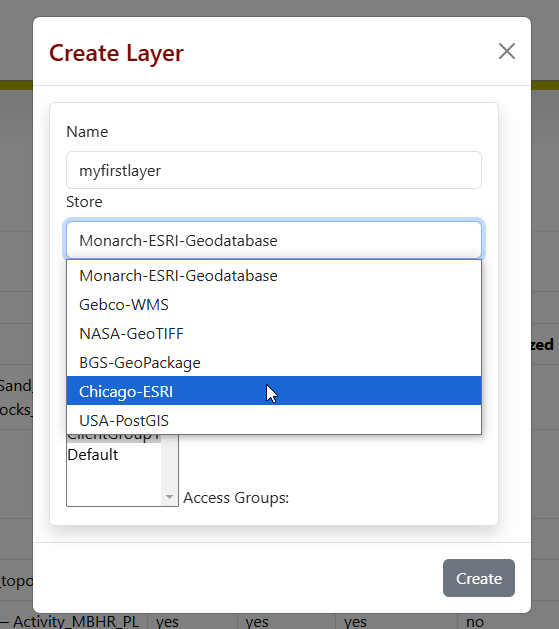 Create Layer
Name
myfirstlayer
Store
Monarch-ESRI-Geodatabase
Monarch-ESRI-Geodatabase
Gebco-WMS
NASA-GeoTIFF
zed
BGS-GeoPackage
Sand_
Chicago-ESRI
ocks_
USA-PostGIS
ClientGroup1
Default
Access Groups:
_topo
Create
— Activity_MBHR_PL yes yes yes no